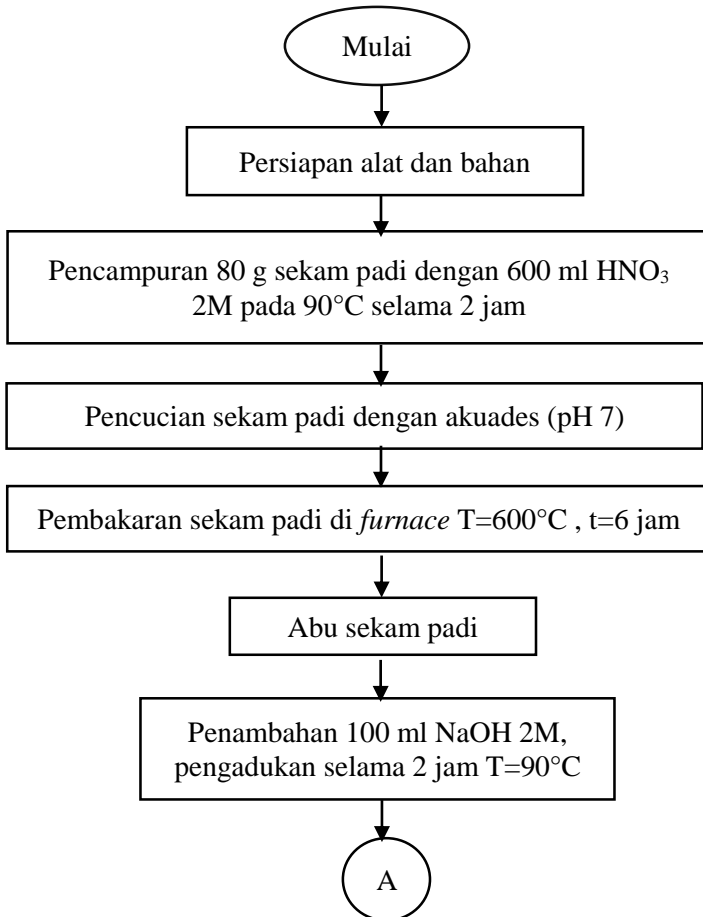 Mulai
Persiapan alat dan bahan
Pencampuran 80 g sekam padi dengan 600 ml HNO₃
2M pada 90°C selama 2 jam
Pencucian sekam padi dengan akuades (pH 7)
Pembakaran sekam padi di furnace T=600°C , t=6 jam
Abu sekam padi
Penambahan 100 ml NaOH 2M,
pengadukan selama 2 jam T=90°C
A